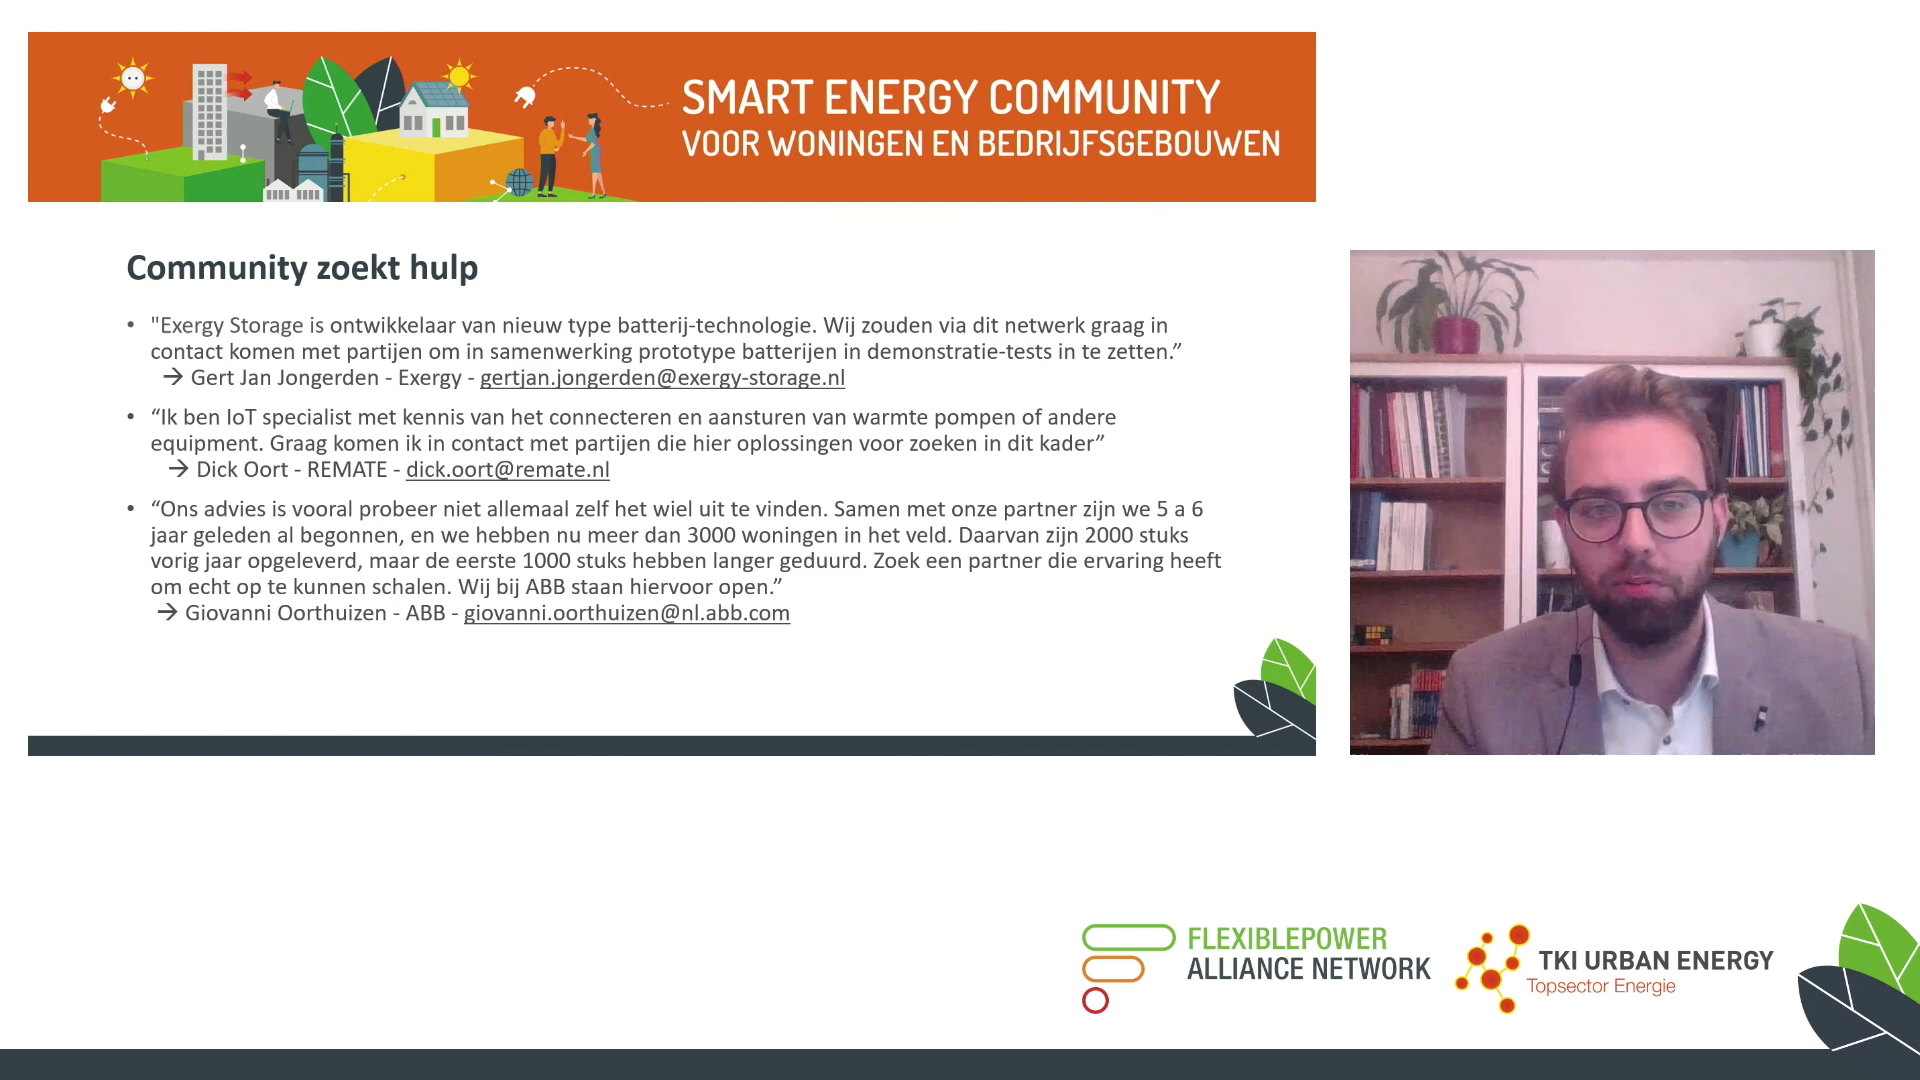 SMART ENERGY COMMUNITY
VOOR WONINGEN EN BEDRIJFSGEBOUWEN
Community zoekt hulp
• "Exergy Storage is ontwikkelaar van nieuw type batterij-technologie. Wij zouden via dit netwerk graag in
contact komen met partijen om in samenwerking prototype batterijen in demonstratie-tests in te zetten.”
→ Gert Jan Jongerden - Exergy - gertjan.jongerden@exergy-storage.nl
• “Ik ben IoT specialist met kennis van het connecteren en aansturen van warmte pompen of andere
equipment. Graag komen ik in contact met partijen die hier oplossingen voor zoeken in dit kader”
→ Dick Oort - REMATE - dick.oort@remate.nl
• “Ons advies is vooral probeer niet allemaal zelf het wiel uit te vinden. Samen met onze partner zijn we 5 a 6
jaar geleden al begonnen, en we hebben nu meer dan 3000 woningen in het veld. Daarvan zijn 2000 stuks
vorig jaar opgeleverd, maar de eerste 1000 stuks hebben langer geduurd. Zoek een partner die ervaring heeft
om echt op te kunnen schalen. Wij bij ABB staan hiervoor open.”
→ Giovanni Oorthuizen - ABB - giovanni.oorthuizen@nl.abb.com
FLEXIBLEPOWER
ALLIANCE NETWORK
TKI URBAN ENERGY
Topsector Energie